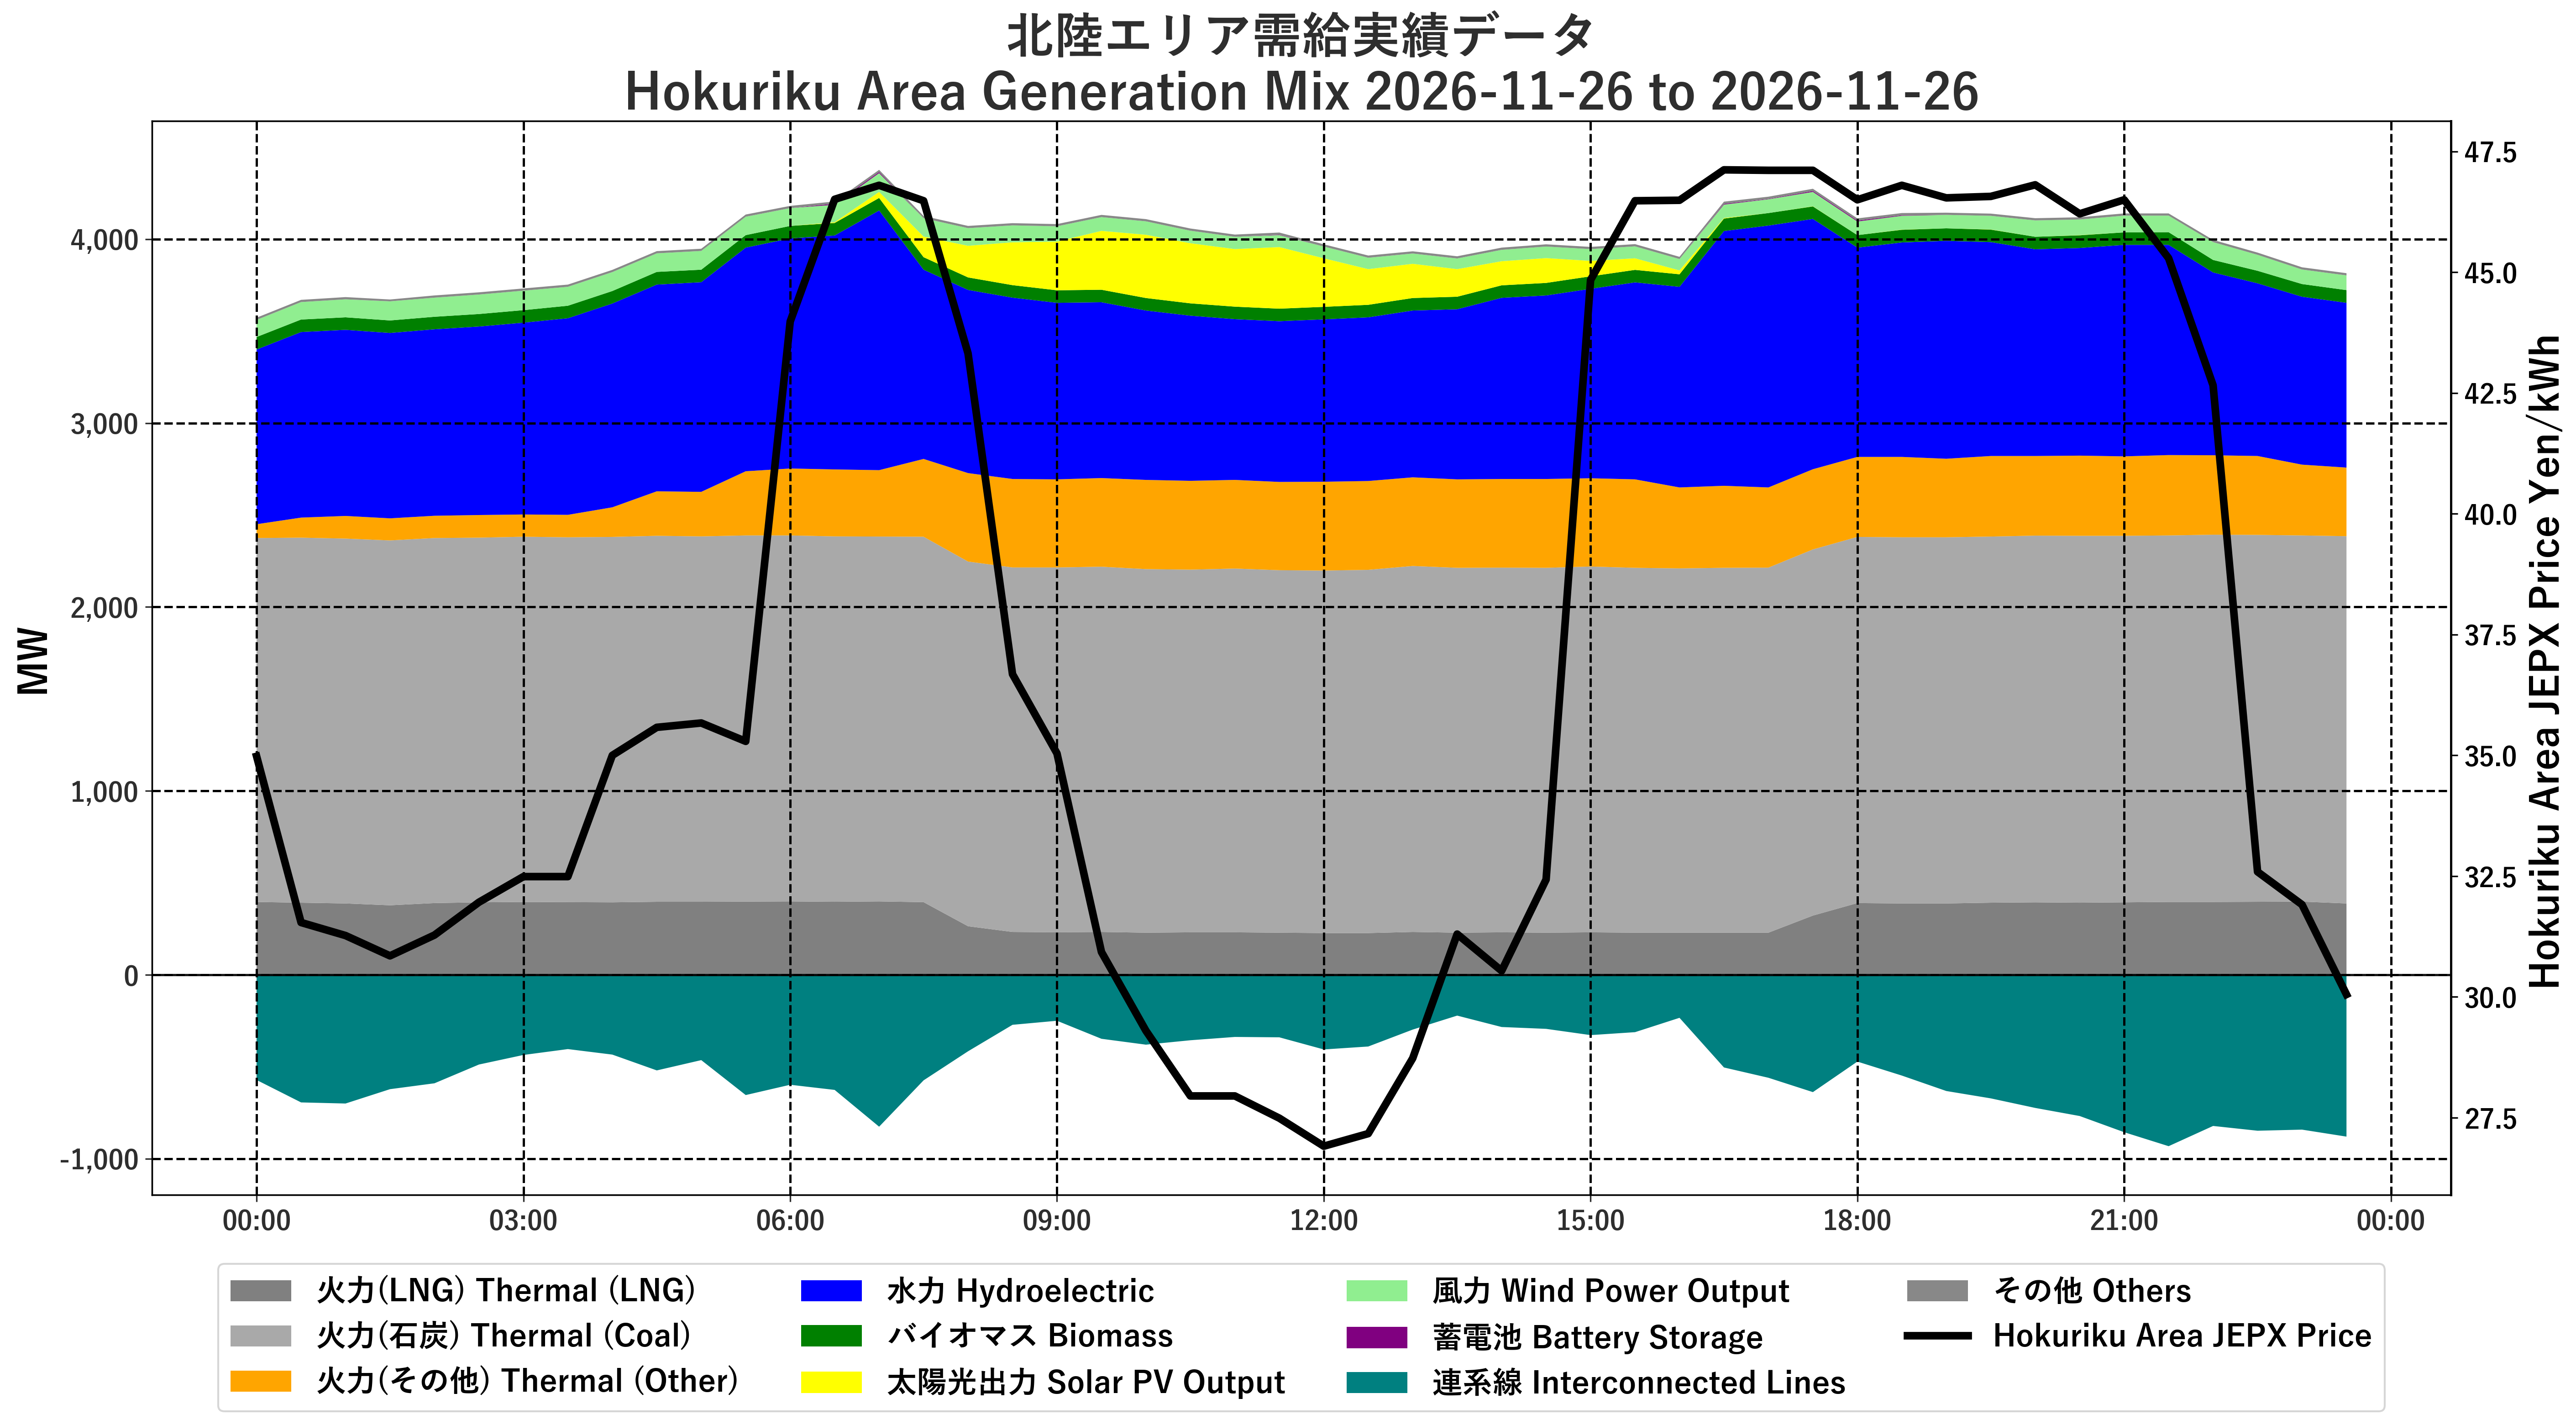 北陸エリア需給実績データ
Hokuriku Area Generation Mix 2026-11-26 to 2026-11-26
MW
4,000
3,000
2,000
1,000
0
-1,000
47.5
45.0
42.5
40.0
37.5
35.0
32.5
30.0
27.5
Hokuriku Area JEPX Price Yen/kWh
00:00 03:00 06:00 09:00 12:00 15:00 18:00 21:00 00:00
火力(LNG) Thermal (LNG)
火力(石炭) Thermal (Coal)
火力(その他) Thermal (Other)
水力 Hydroelectric
バイオマス Biomass
太陽光出力 Solar PV Output
風力 Wind Power Output
蓄電池 Battery Storage
連系線 Interconnected Lines
その他 Others
Hokuriku Area JEPX Price